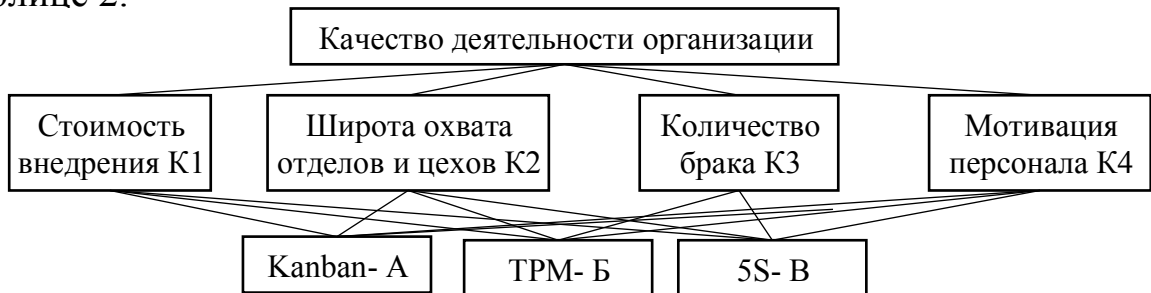 Качество деятельности организации
Стоимость
внедрения К1
Широта охвата
отделов и цехов К2
Количество
брака К3
Мотивация
персонала К4
Kanban- А
ТРМ- Б
5S- В